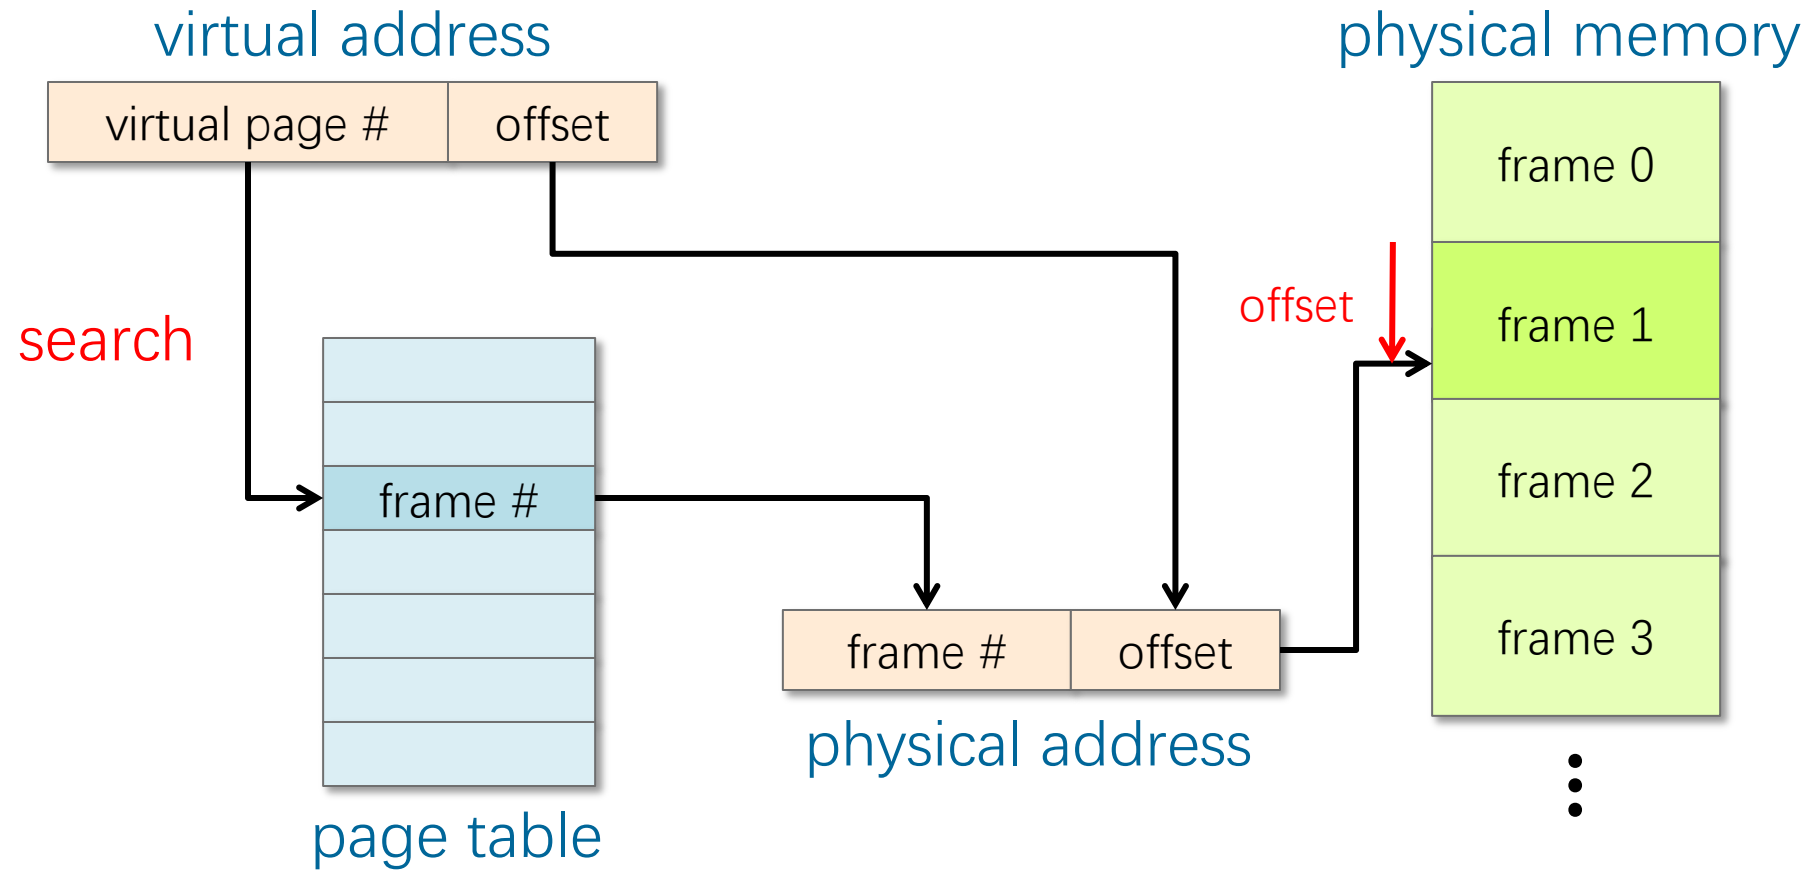 virtual address
physical memory
virtual page #
offset
frame 0
search
offset
frame 1
frame #
frame 2
frame #
offset
frame 3
physical address
page table